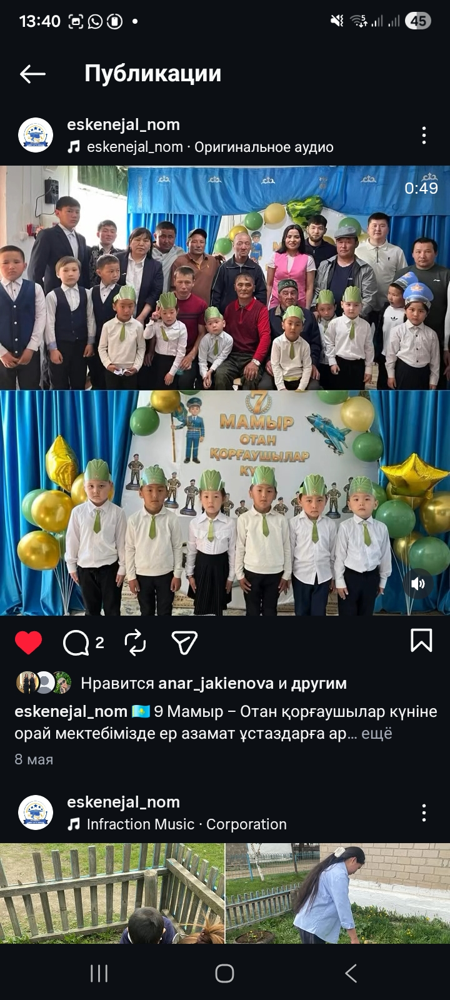 13:40
45
Публикации
eskenejal_nom
eskenejal_nom · Оригинальное аудио
0:49
7
МАМЫР
ОТАН
ҚОРҒАУШЫЛАР
2
Нравится anar_jakienova и другим
eskenejal_nom 🇰🇿 9 Мамыр – Отан қорғаушылар күніне
орай мектебімізде ер азамат ұстаздарға ар... ещё
8 мая
eskenejal_nom
Infraction Music · Corporation